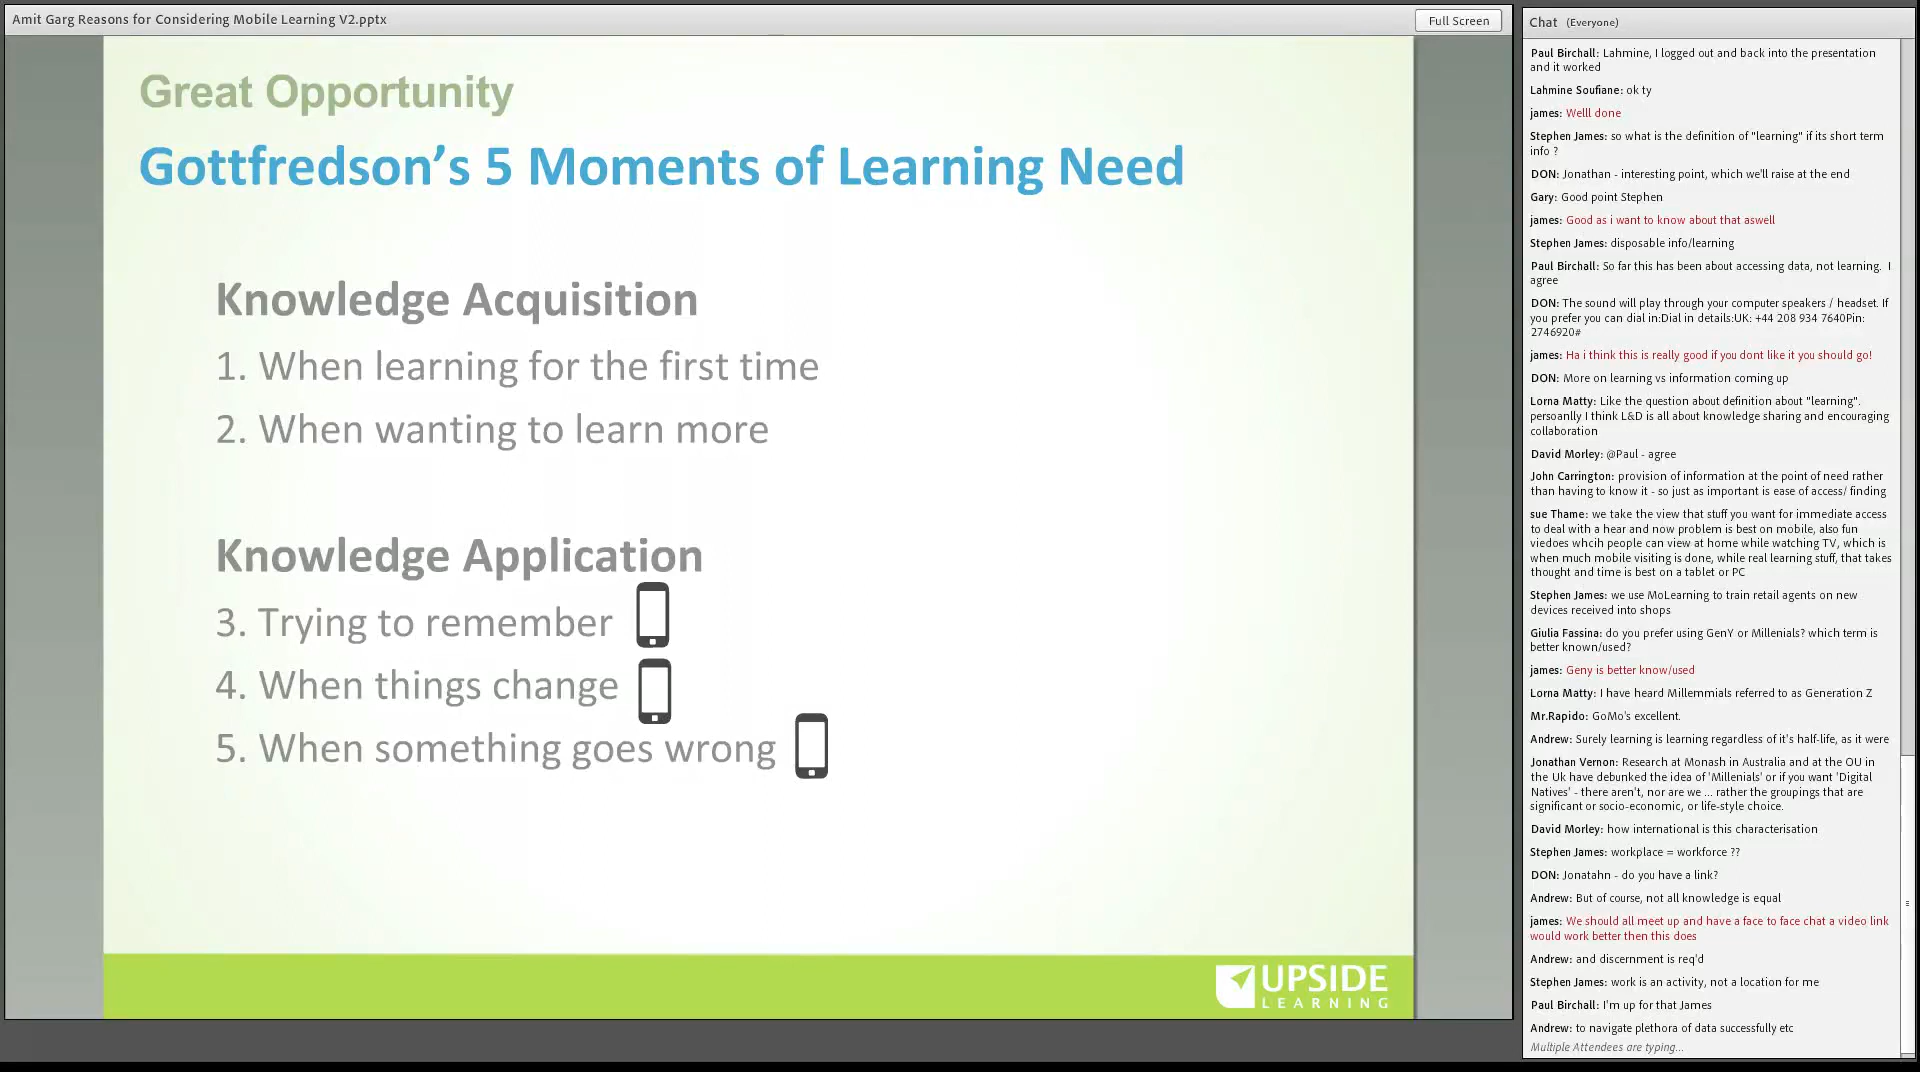 Amit Garg Reasons for Considering Mobile Learning V2.pptx
Full Screen
Great Opportunity
Gottfredson’s 5 Moments of Learning Need
Knowledge Acquisition
1. When learning for the first time
2. When wanting to learn more
Knowledge Application
3. Trying to remember
4. When things change
5. When something goes wrong
UPSIDE
LEARNING
Chat (Everyone)
Paul Birchall: Lahmine, I logged out and back into the presentation
and it worked
Lahmine Soufiane: ok ty
james: Welll done
Stephen James: so what is the definition of "learning" if its short term
info ?
DON: Jonathan - interesting point, which we'll raise at the end
Gary: Good point Stephen
james: Good as i want to know about that aswell
Stephen James: disposable info/learning
Paul Birchall: So far this has been about accessing data, not learning. I
agree
DON: The sound will play through your computer speakers / headset. If
you prefer you can dial in:Dial in details:UK: +44 208 934 7640Pin:
2746920#
james: Ha i think this is really good if you dont like it you should go!
DON: More on learning vs information coming up
Lorna Matty: Like the question about definition about "learning".
persoanlly I think L&D is all about knowledge sharing and encouraging
collaboration
David Morley: @Paul - agree
John Carrington: provision of information at the point of need rather
than having to know it - so just as important is ease of access/ finding
sue Thame: we take the view that stuff you want for immediate access
to deal with a hear and now problem is best on mobile, also fun
viedoes whcih people can view at home while watching TV, which is
when much mobile visiting is done, while real learning stuff, that takes
thought and time is best on a tablet or PC
Stephen James: we use MoLearning to train retail agents on new
devices received into shops
Giulia Fassina: do you prefer using GenY or Millenials? which term is
better known/used?
james: Geny is better know/used
Lorna Matty: I have heard Millemmials referred to as Generation Z
Mr.Rapido: GoMo's excellent.
Andrew: Surely learning is learning regardless of it's half-life, as it were
Jonathan Vernon: Research at Monash in Australia and at the OU in
the Uk have debunked the idea of 'Millenials' or if you want 'Digital
Natives' - there aren't, nor are we ... rather the groupings that are
significant or socio-economic, or life-style choice.
David Morley: how international is this characterisation
Stephen James: workplace = workforce ??
DON: Jonatahn - do you have a link?
Andrew: But of course, not all knowledge is equal
james: We should all meet up and have a face to face chat a video link
would work better then this does
Andrew: and discernment is req'd
Stephen James: work is an activity, not a location for me
Paul Birchall: I'm up for that James
Andrew: to navigate plethora of data successfully etc
Multiple Attendees are typing...